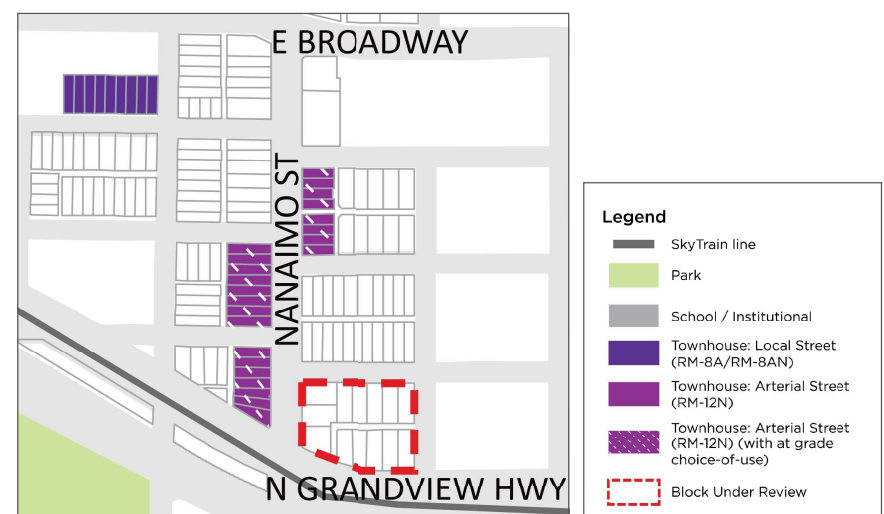 E BROADWAY
NANAIMO ST
N GRANDVIEW HWY
Legend
SkyTrain line
Park
School / Institutional
Townhouse: Local Street
(RM-8A/RM-8AN)
Townhouse: Arterial Street
(RM-12N)
Townhouse: Arterial Street
(RM-12N) (with at grade
choice-of-use)
Block Under Review